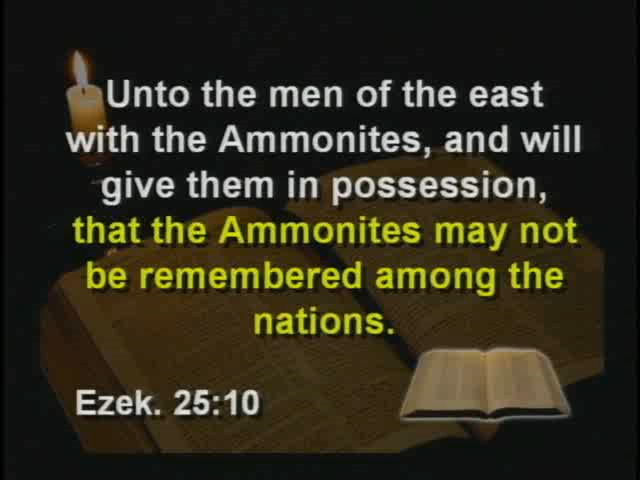 Unto the men of the east
with the Ammonites, and will
give them in possession,
that the Ammonites may not
be remembered among the
nations.
Ezek. 25:10